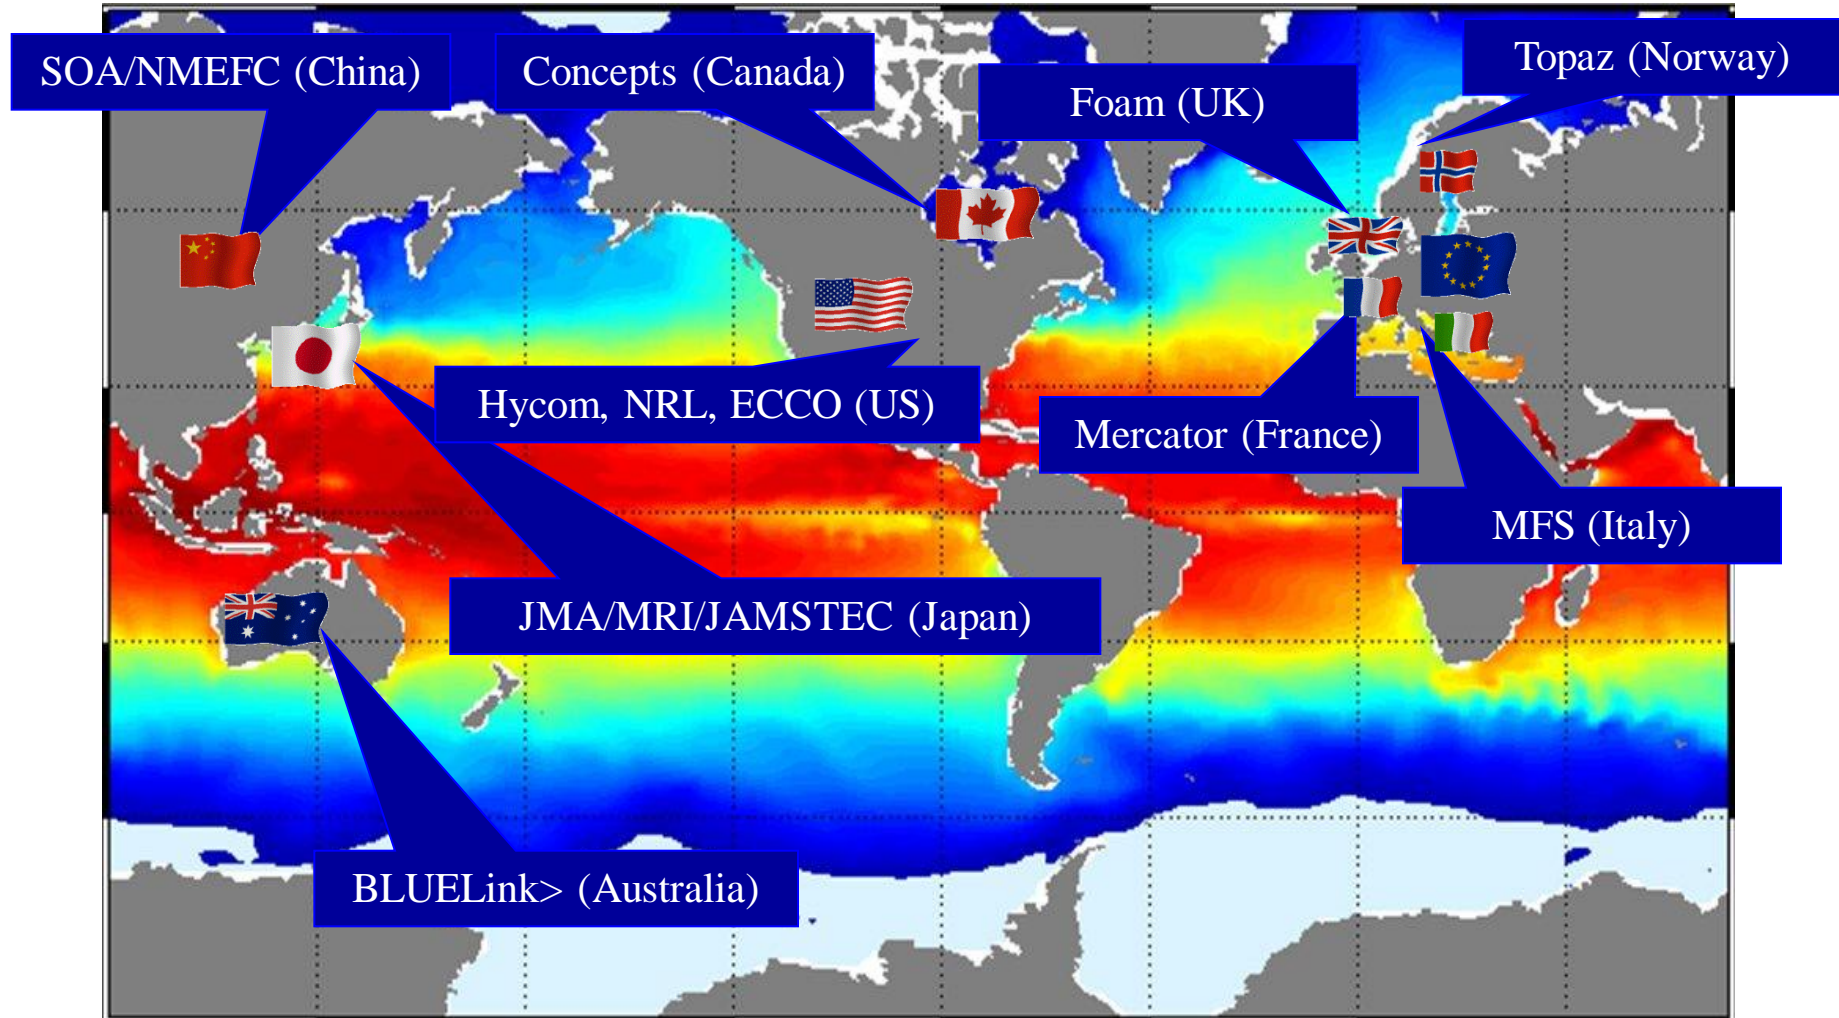 SOA/NMEFC (China)
Concepts (Canada)
Topaz (Norway)
Foam (UK)
Hycom, NRL, ECCO (US)
Mercator (France)
MFS (Italy)
JMA/MRI/JAMSTEC (Japan)
BLUELink> (Australia)